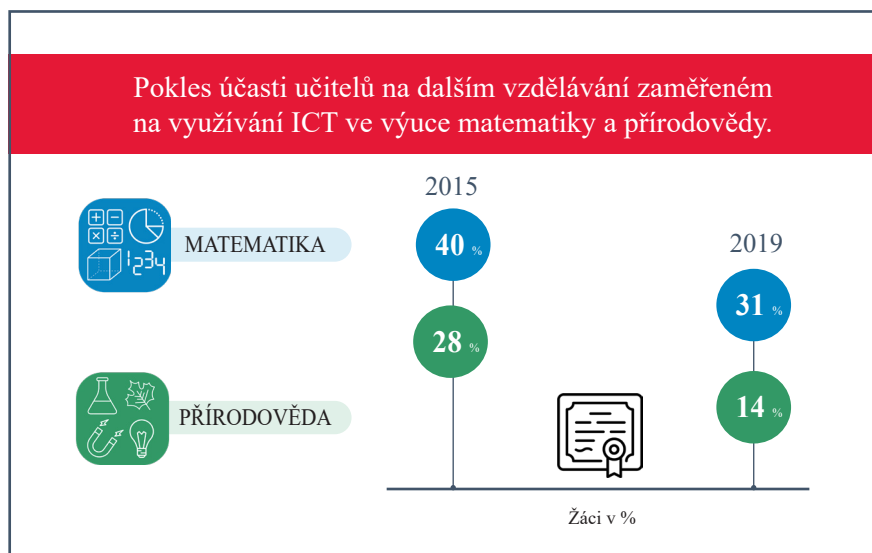 Pokles účasti učitelů na dalším vzdělávání zaměřeném
na využívání ICT ve výuce matematiky a přírodovědy.
2015
MATEMATIKA
40 %
2019
31 %
28 %
PŘÍRODOVĚDA
14 %
Žáci v %
1234